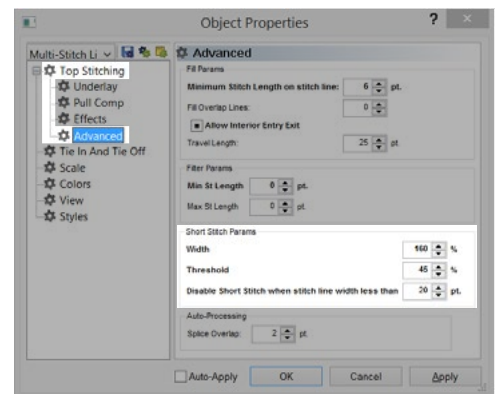 Object Properties
?
Multi-Stitch Li
Top Stitching
Underlay
Pull Comp
Effects
Advanced
Tie In And Tie Off
Scale
Colors
View
Styles
Advanced
Fill Params
Minimum Stitch Length on stitch line: 6 pt.
Fill Overlap Lines: 0
Allow Interior Entry Exit
Travel Length: 25 pt
Filter Params
Min St Length 0 pt.
Max St Length 0 pt.
Short Stitch Params
Width 160 %
Threshold 45 %
Disable Short Stitch when stitch line width less than 20 pt.
Auto-Processing
Splice Overlap: 2 pt
Auto-Apply OK Cancel Apply